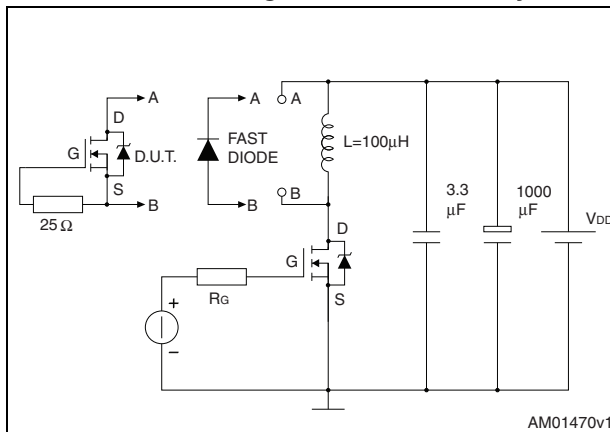 A
D
G
D.U.T.
S
B
25 Ω
A
FAST
DIODE
B
A
L=100μH
B
D
G
S
RG
+
−
3.3
μF
1000
μF
VDD
AM01470v1